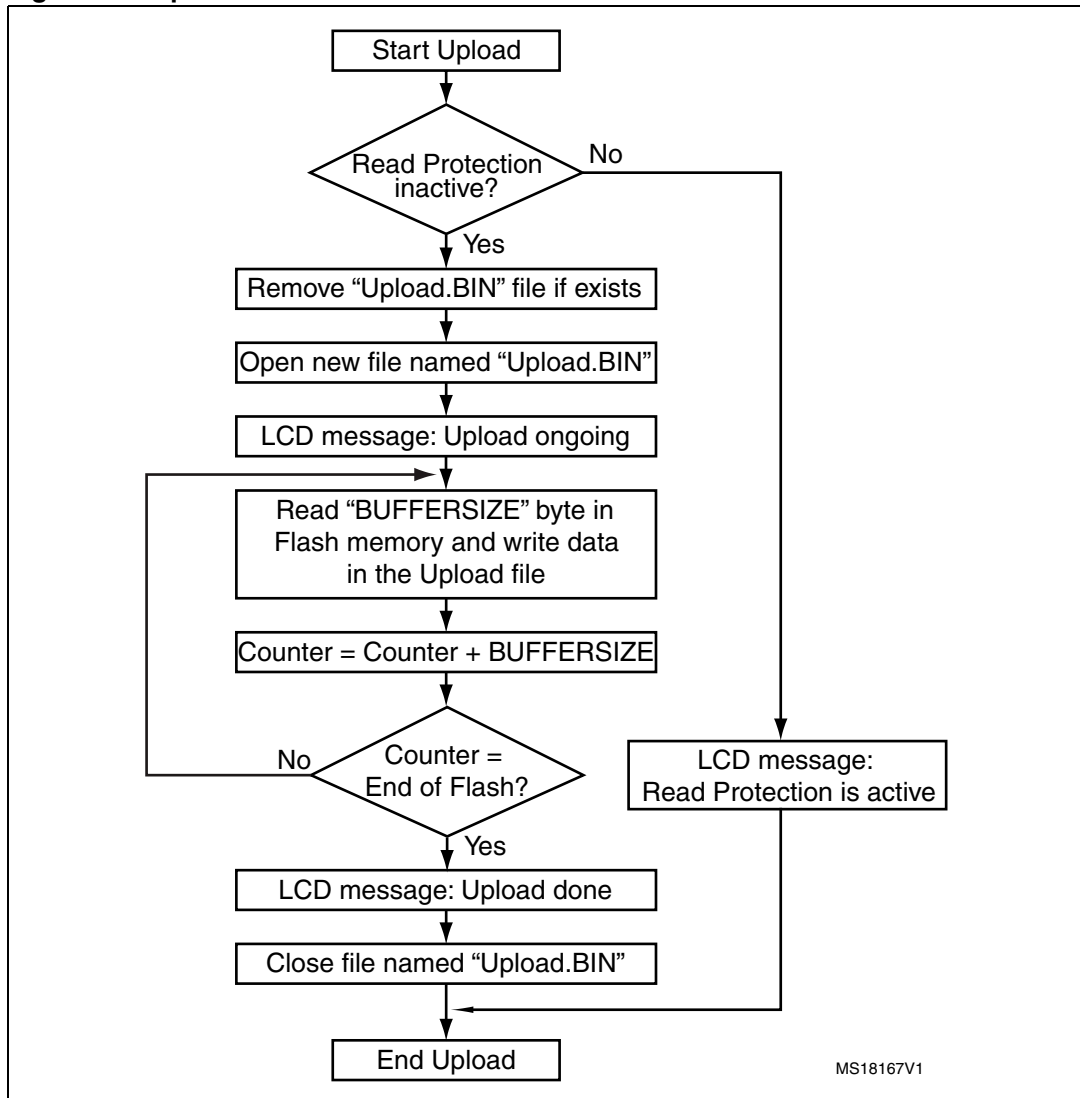 Start Upload
Read Protection
inactive?
No
Yes
Remove “Upload.BIN” file if exists
Open new file named “Upload.BIN”
LCD message: Upload ongoing
Read “BUFFERSIZE” byte in
Flash memory and write data
in the Upload file
Counter = Counter + BUFFERSIZE
Counter =
End of Flash?
No
Yes
LCD message:
Read Protection is active
LCD message: Upload done
Close file named “Upload.BIN”
End Upload
MS18167V1